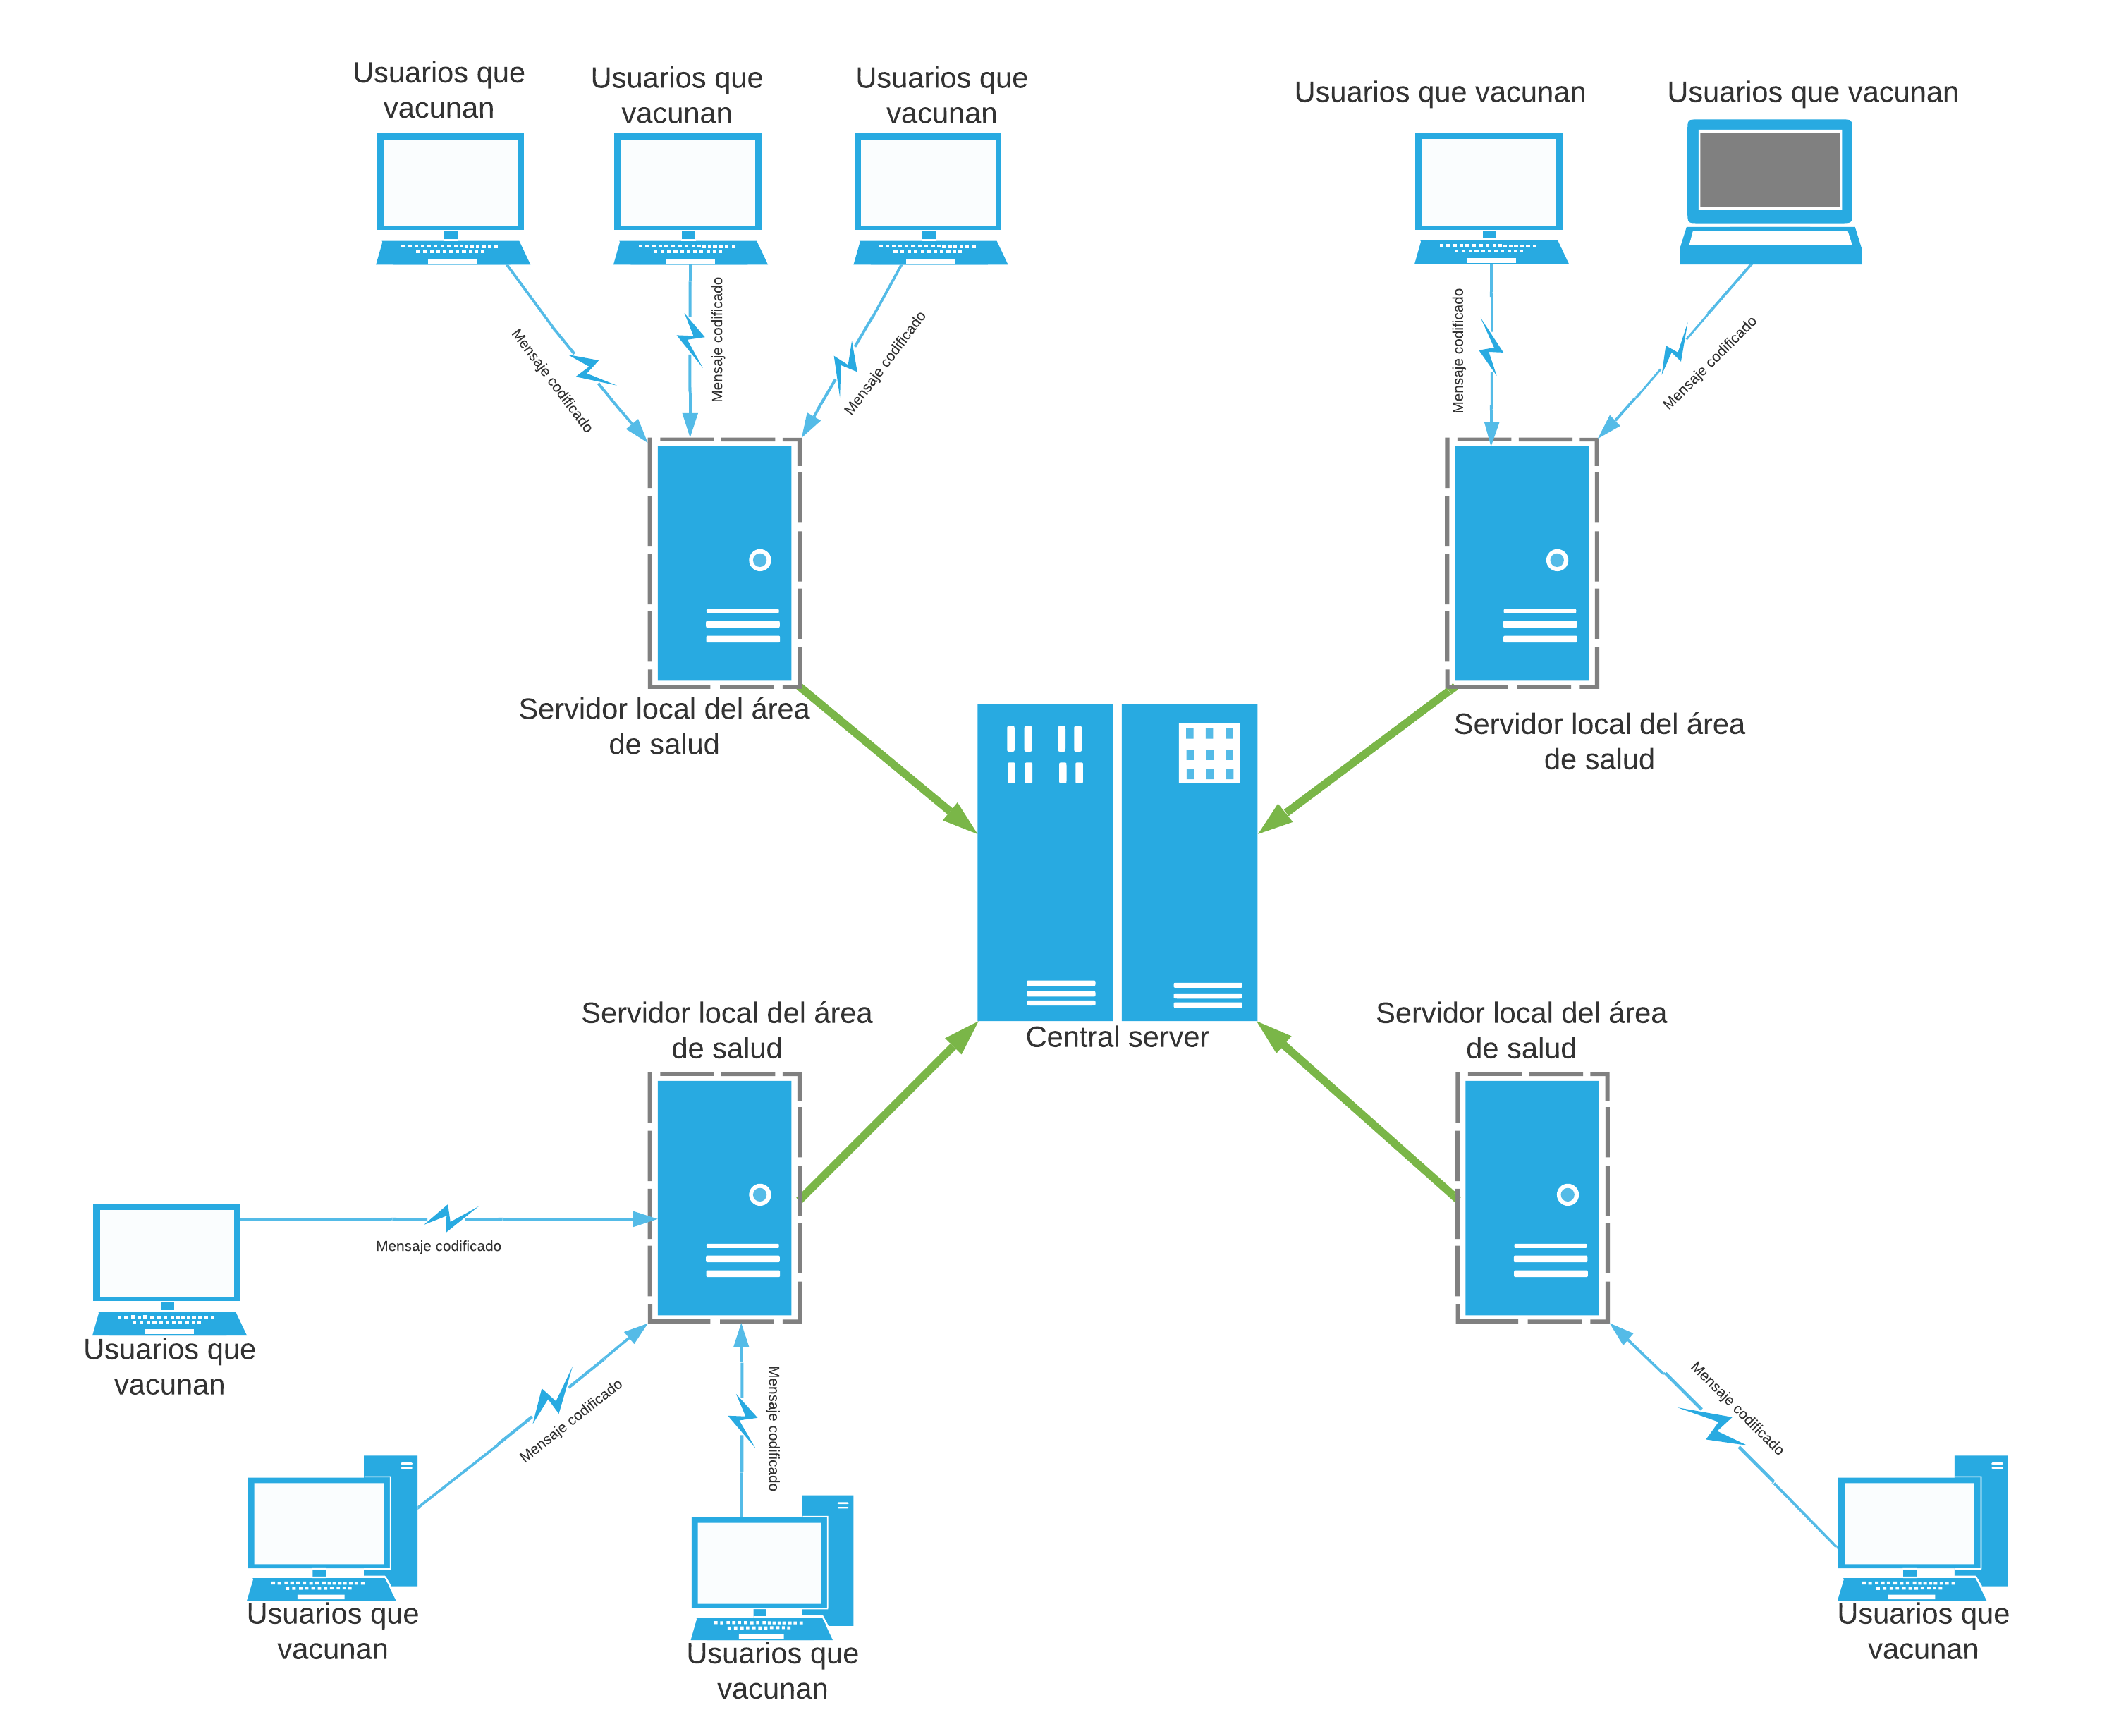 Usuarios que
vacunan
Usuarios que
vacunan
Usuarios que
vacunan
Usuarios que vacunan
Usuarios que vacunan
Mensaje codificado
Mensaje codificado
Mensaje codificado
Mensaje codificado
Mensaje codificado
Servidor local del área
de salud
Servidor local del área
de salud
Servidor local del área
de salud
Central server
Servidor local del área
de salud
Mensaje codificado
Usuarios que
vacunan
Mensaje codificado
Mensaje codificado
Mensaje codificado
Usuarios que
vacunan
Usuarios que
vacunan
Usuarios que
vacunan